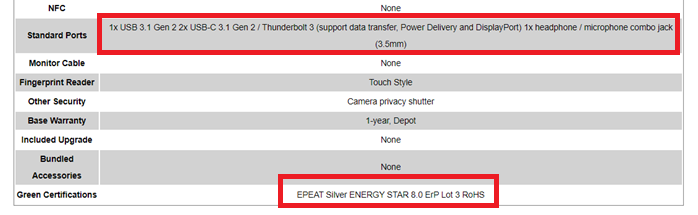 NFC None
Standard Ports 1x USB 3.1 Gen 2 2x USB-C 3.1 Gen 2 / Thunderbolt 3 (support data transfer, Power Delivery and DisplayPort) 1x headphone / microphone combo jack
(3.5mm)
Monitor Cable None
Fingerprint Reader Touch Style
Other Security Camera privacy shutter
Base Warranty 1-year, Depot
Included Upgrade None
Bundled
Accessories None
Green Certifications EPEAT Silver ENERGY STAR 8.0 ErP Lot 3 RoHS